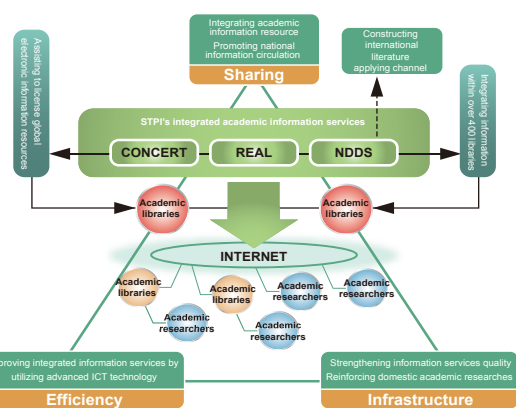 Integrating academic
information resource
Promoting national
information circulation
Sharing
Constructing
international
literature
applying channel
Assisting to license global
electronic information
resources
Integrating information
within over 400 libraries
STPI's integrated academic information services
CONCERT
REAL
NDDS
Academic
libraries
Academic
libraries
INTERNET
Academic
libraries
Academic
researchers
Academic
libraries
Academic
researchers
Academic
researchers
Academic
researchers
proving integrated information services by
utilizing advanced ICT technology
Efficiency
Strengthening information services quality
Reinforcing domestic academic researches
Infrastructure